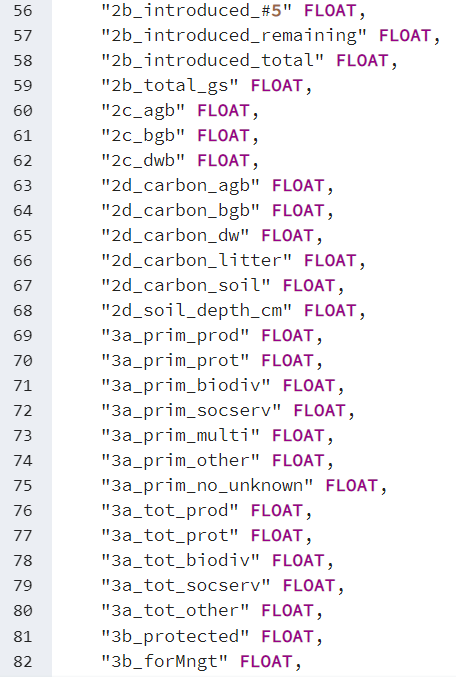 56 "2b_introduced_#5" FLOAT,
57 "2b_introduced_remaining" FLOAT,
58 "2b_introduced_total" FLOAT,
59 "2b_total_gs" FLOAT,
60 "2c_agb" FLOAT,
61 "2c_bgb" FLOAT,
62 "2c_dwb" FLOAT,
63 "2d_carbon_agb" FLOAT,
64 "2d_carbon_bgb" FLOAT,
65 "2d_carbon_dw" FLOAT,
66 "2d_carbon_litter" FLOAT,
67 "2d_carbon_soil" FLOAT,
68 "2d_soil_depth_cm" FLOAT,
69 "3a_prim_prod" FLOAT,
70 "3a_prim_prot" FLOAT,
71 "3a_prim_biodiv" FLOAT,
72 "3a_prim_socserv" FLOAT,
73 "3a_prim_multi" FLOAT,
74 "3a_prim_other" FLOAT,
75 "3a_prim_no_unknown" FLOAT,
76 "3a_tot_prod" FLOAT,
77 "3a_tot_prot" FLOAT,
78 "3a_tot_biodiv" FLOAT,
79 "3a_tot_socserv" FLOAT,
80 "3a_tot_other" FLOAT,
81 "3b_protected" FLOAT,
82 "3b_forMngt" FLOAT,